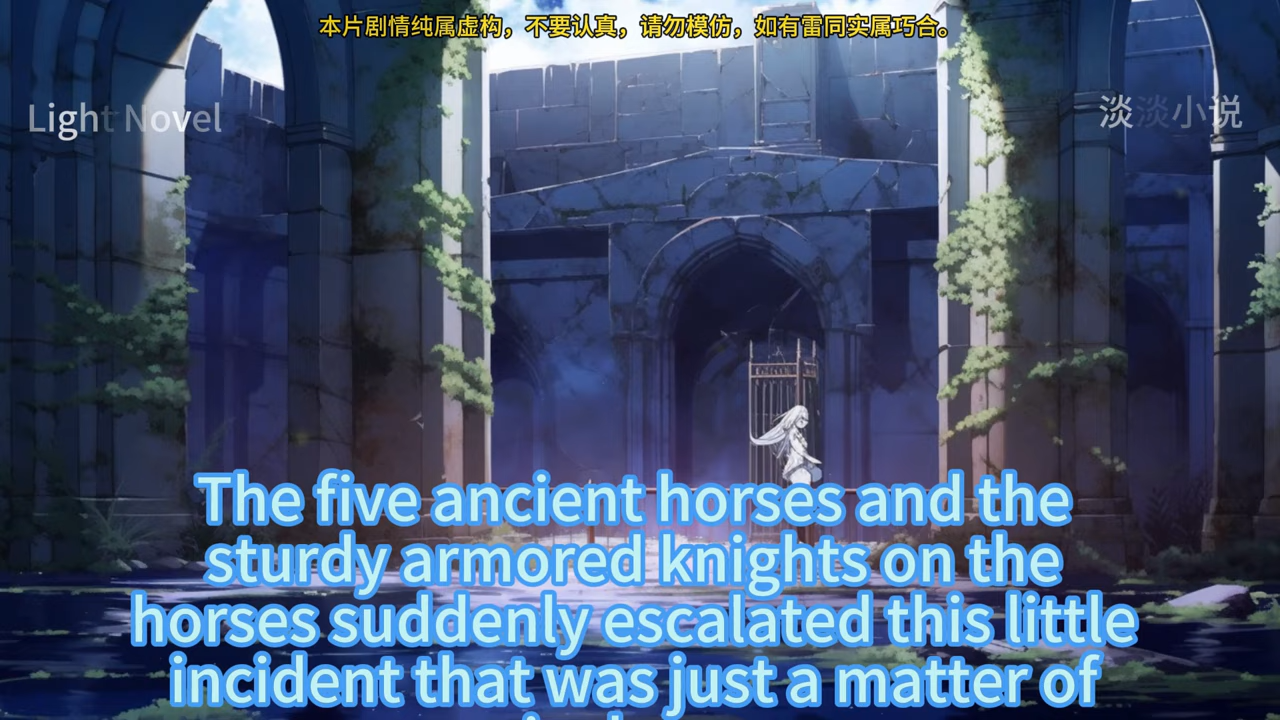 本片剧情纯属虚构，不要认真，请勿模仿，如有雷同实属巧合。
Light Novel
淡淡小说
The five ancient horses and the
sturdy armored knights on the
horses suddenly escalated this little
incident that was just a matter of